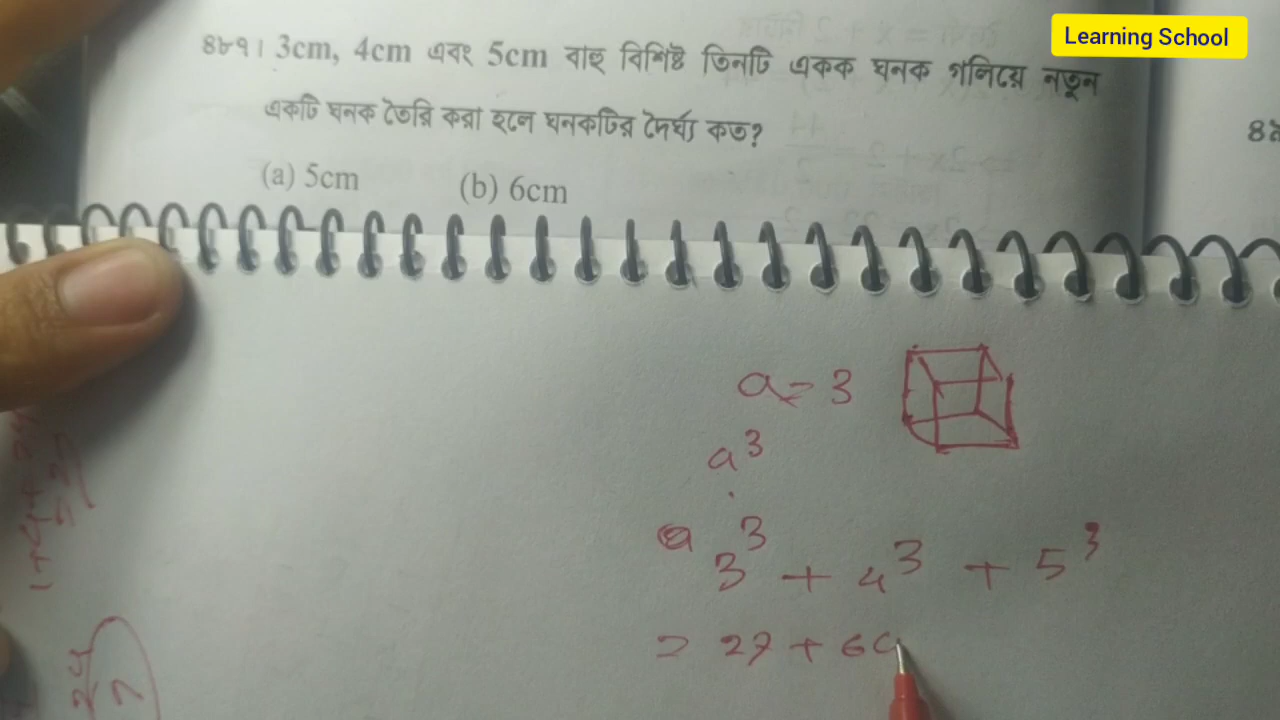 Learning School
৪৮৭। 3cm, 4cm এবং 5cm বাহু বিশিষ্ট তিনটি একক ঘনক গলিয়ে নতুন
একটি ঘনক তৈরি করা হলে ঘনকটির দৈর্ঘ্য কত?
(a) 5cm (b) 6cm
a = 3
a³
3³ + 4³ + 5³
= 27 + 64